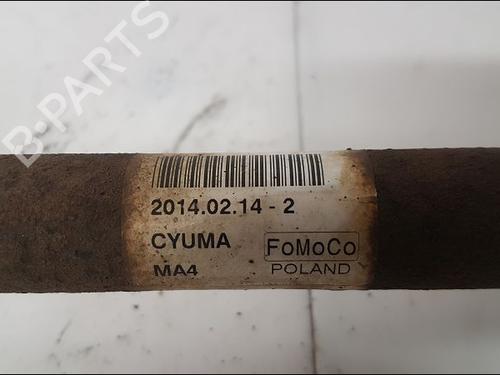 2014.02.14 - 2
CYUMA
FoMoCo
MA4
POLAND
B-PARTS